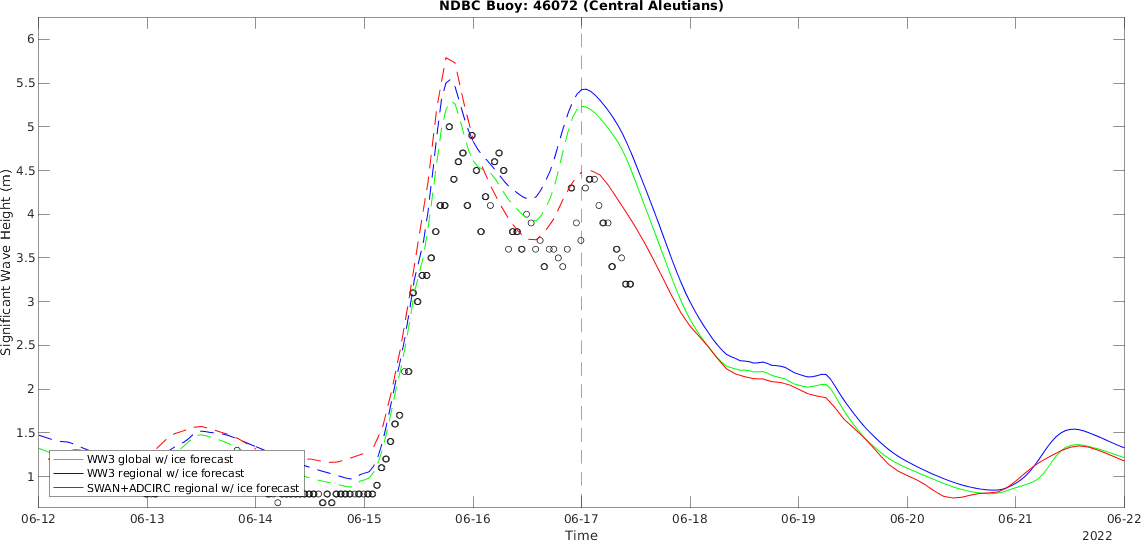 NDBC Buoy: 46072 (Central Aleutians)
6
5.5
5
4.5
4
3.5
3
2.5
2
1.5
1
Significant Wave Height (m)
WW3 global w/ ice forecast
WW3 regional w/ ice forecast
SWAN+ADCIRC regional w/ ice forecast
06-12 06-13 06-14 06-15 06-16 06-17 06-18 06-19 06-20 06-21 06-22
Time
2022